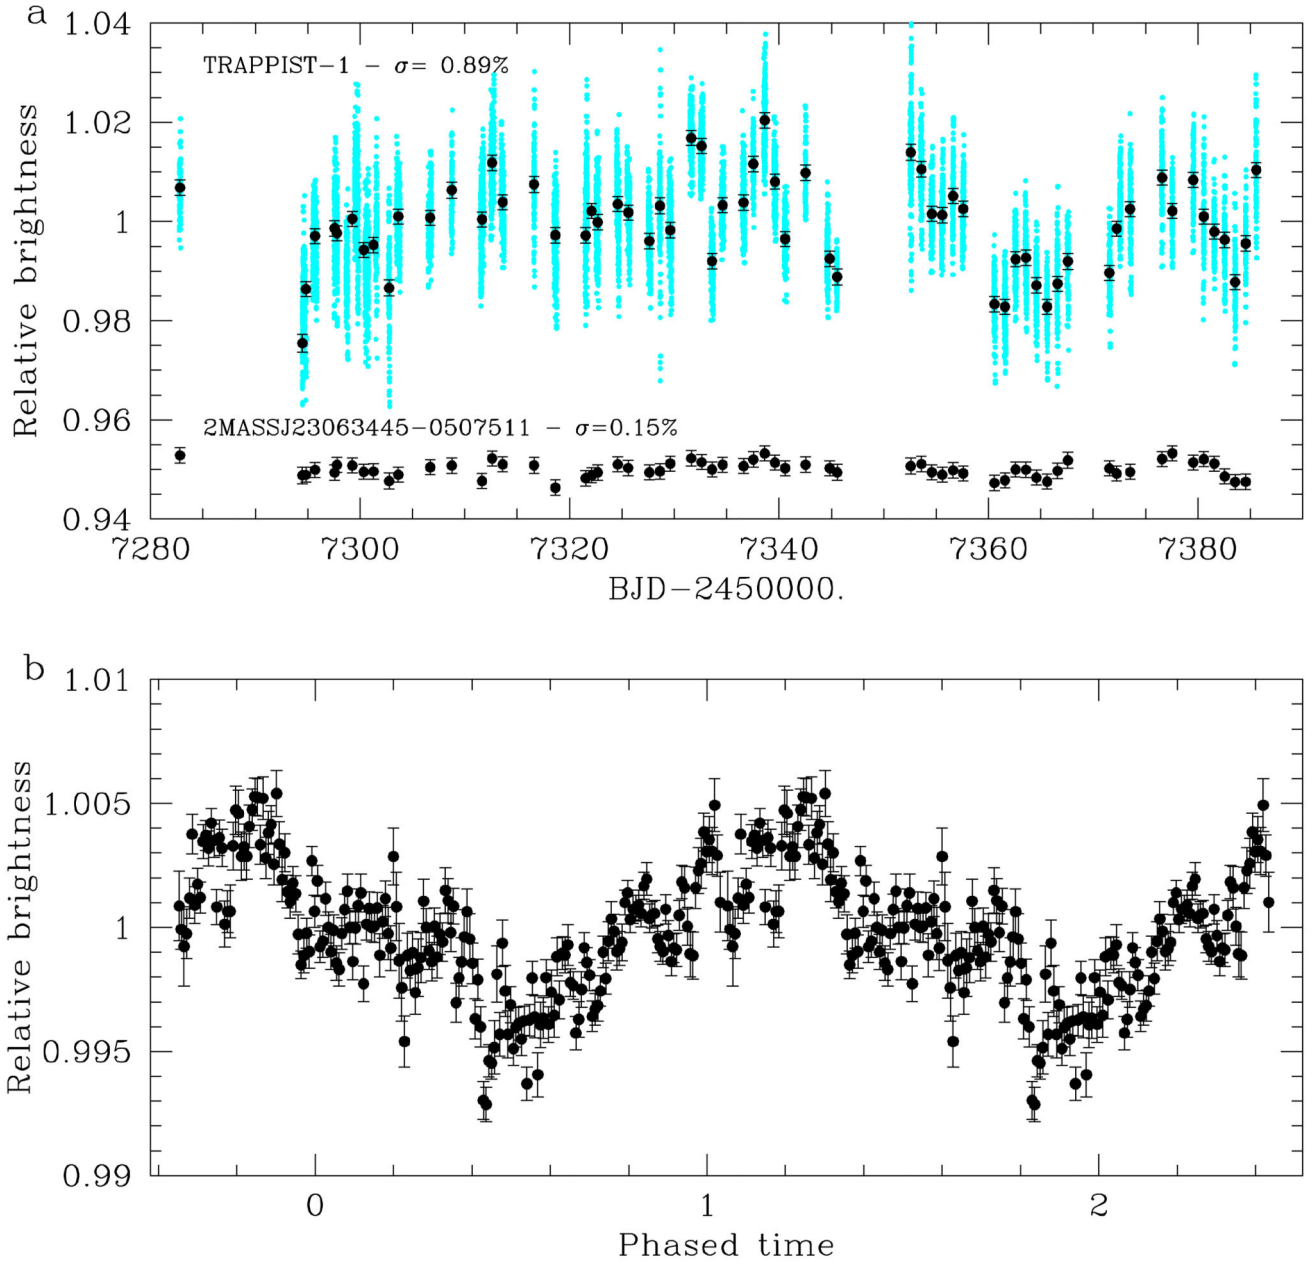 a
1.04
TRAPPIST-1 - σ= 0.89%
1.02
1
0.98
0.96
2MASSJ23063445-0507511 - σ=0.15%
0.94
Relative brightness
7280 7300 7320 7340 7360 7380
BJD-2450000.
b
1.01
1.005
1
0.995
0.99
Relative brightness
0 1 2
Phased time